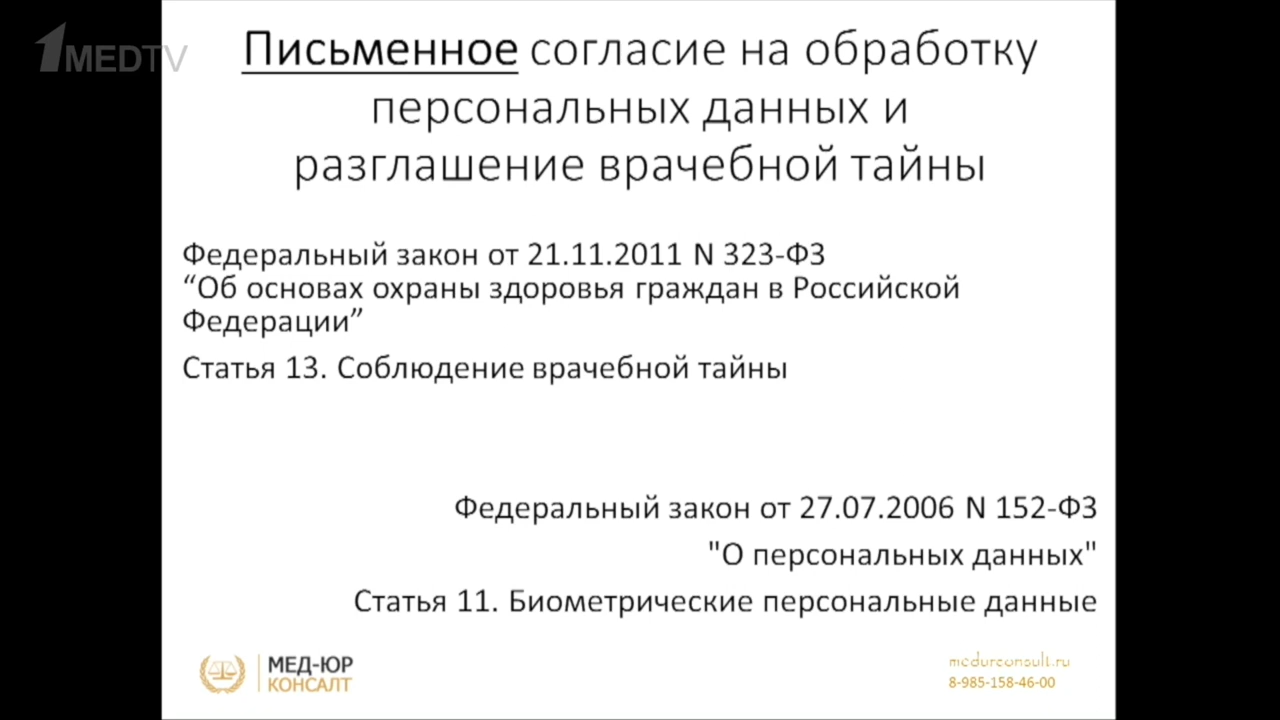 1MEDTV
Письменное согласие на обработку
персональных данных и
разглашение врачебной тайны
Федеральный закон от 21.11.2011 N 323-ФЗ
“Об основах охраны здоровья граждан в Российской
Федерации”
Статья 13. Соблюдение врачебной тайны
Федеральный закон от 27.07.2006 N 152-ФЗ
"О персональных данных"
Статья 11. Биометрические персональные данные
МЕД-ЮР
КОНСАЛТ
medurconsult.ru
8-985-158-46-00